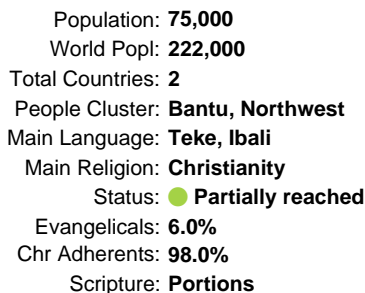 Population: 75,000
World Popl: 222,000
Total Countries: 2
People Cluster: Bantu, Northwest
Main Language: Teke, Ibali
Main Religion: Christianity
Status: Partially reached
Evangelicals: 6.0%
Chr Adherents: 98.0%
Scripture: Portions